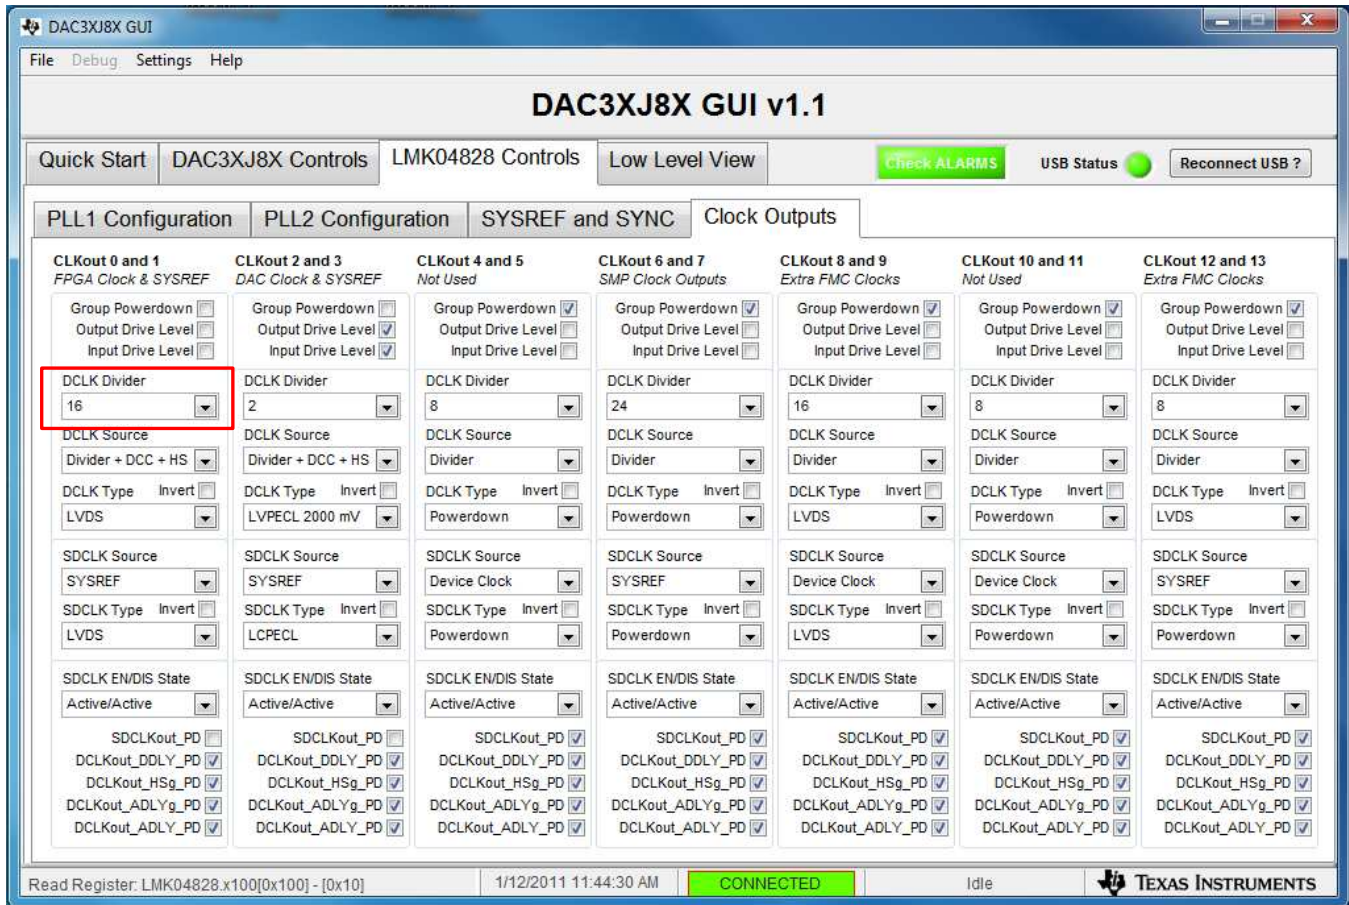 DAC3XJ8X GUI
File Debug Settings Help
DAC3XJ8X GUI v1.1
Quick Start DAC3XJ8X Controls LMK04828 Controls Low Level View Check ALARMS USB Status Reconnect USB ?
PLL1 Configuration PLL2 Configuration SYSREF and SYNC Clock Outputs
CLKout 0 and 1 CLKout 2 and 3 CLKout 4 and 5 CLKout 6 and 7 CLKout 8 and 9 CLKout 10 and 11 CLKout 12 and 13
FPGA Clock & SYSREF DAC Clock & SYSREF Not Used SMP Clock Outputs Extra FMC Clocks Not Used Extra FMC Clocks
Group Powerdown Group Powerdown Group Powerdown Group Powerdown Group Powerdown Group Powerdown Group Powerdown
Output Drive Level Output Drive Level Output Drive Level Output Drive Level Output Drive Level Output Drive Level Output Drive Level
Input Drive Level Input Drive Level Input Drive Level Input Drive Level Input Drive Level Input Drive Level Input Drive Level
DCLK Divider DCLK Divider DCLK Divider DCLK Divider DCLK Divider DCLK Divider DCLK Divider
16 2 8 24 16 8 8
DCLK Source DCLK Source DCLK Source DCLK Source DCLK Source DCLK Source DCLK Source
Divider + DCC + HS Divider + DCC + HS Divider Divider Divider Divider Divider
DCLK Type Invert DCLK Type Invert DCLK Type Invert DCLK Type Invert DCLK Type Invert DCLK Type Invert DCLK Type Invert
LVDS LVPECL 2000 mV Powerdown Powerdown LVDS Powerdown LVDS
SDCLK Source SDCLK Source SDCLK Source SDCLK Source SDCLK Source SDCLK Source SDCLK Source
SYSREF SYSREF Device Clock SYSREF Device Clock Device Clock SYSREF
SDCLK Type Invert SDCLK Type Invert SDCLK Type Invert SDCLK Type Invert SDCLK Type Invert SDCLK Type Invert SDCLK Type Invert
LVDS LCPECL Powerdown Powerdown LVDS Powerdown Powerdown
SDCLK EN/DIS State SDCLK EN/DIS State SDCLK EN/DIS State SDCLK EN/DIS State SDCLK EN/DIS State SDCLK EN/DIS State SDCLK EN/DIS State
Active/Active Active/Active Active/Active Active/Active Active/Active Active/Active Active/Active
SDCLKout_PD SDCLKout_PD SDCLKout_PD SDCLKout_PD SDCLKout_PD SDCLKout_PD SDCLKout_PD
DCLKout_DDLY_PD DCLKout_DDLY_PD DCLKout_DDLY_PD DCLKout_DDLY_PD DCLKout_DDLY_PD DCLKout_DDLY_PD DCLKout_DDLY_PD
DCLKout_HSg_PD DCLKout_HSg_PD DCLKout_HSg_PD DCLKout_HSg_PD DCLKout_HSg_PD DCLKout_HSg_PD DCLKout_HSg_PD
DCLKout_ADLYg_PD DCLKout_ADLYg_PD DCLKout_ADLYg_PD DCLKout_ADLYg_PD DCLKout_ADLYg_PD DCLKout_ADLYg_PD DCLKout_ADLYg_PD
DCLKout_ADLY_PD DCLKout_ADLY_PD DCLKout_ADLY_PD DCLKout_ADLY_PD DCLKout_ADLY_PD DCLKout_ADLY_PD DCLKout_ADLY_PD
Read Register: LMK04828.x100[0x100] - [0x10] 1/12/2011 11:44:30 AM CONNECTED Idle TEXAS INSTRUMENTS